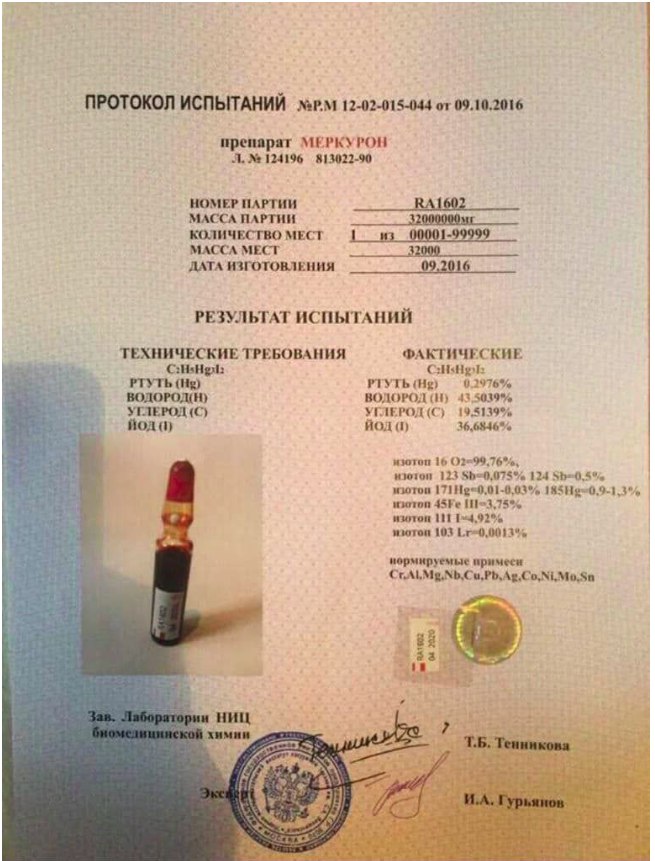 ПРОТОКОЛ ИСПЫТАНИЙ №Р.М 12-02-015-044 от 09.10.2016
препарат МЕРКУРОН
Л. № 124196 813022-90
НОМЕР ПАРТИИ RA1602
МАССА ПАРТИИ 32000000мг
КОЛИЧЕСТВО МЕСТ 1 из 00001-99999
МАССА МЕСТ 32000
ДАТА ИЗГОТОВЛЕНИЯ 09.2016
РЕЗУЛЬТАТ ИСПЫТАНИЙ
ТЕХНИЧЕСКИЕ ТРЕБОВАНИЯ ФАКТИЧЕСКИЕ
C2H5Hg3I2 C2H5Hg3I2
РТУТЬ (Hg) РТУТЬ (Hg) 0,2976%
ВОДОРОД(H) ВОДОРОД (H) 43,5039%
УГЛЕРОД (C) УГЛЕРОД (C) 19,5139%
ЙОД (I) ЙОД (I) 36,6846%
изотоп 16 O2=99,76%,
изотоп 123 Sb=0,075% 124 Sb=0,5%
изотоп 171Hg=0,01-0,03% 185Hg=0,9-1,3%
изотоп 45Fe III=3,75%
изотоп 111 I=4,92%
изотоп 103 Lr=0,0013%
нормируемые примеси
Cr,Al,Mg,Nb,Cu,Pb,Ag,Co,Ni,Mo,Sn
RA1602
04 2020
RA1602
04 2020
Зав. Лаборатории НИЦ
биомедицинской химии
Т.Б. Тенникова
Эксперт
И.А. Гурьянов
МОСКВА